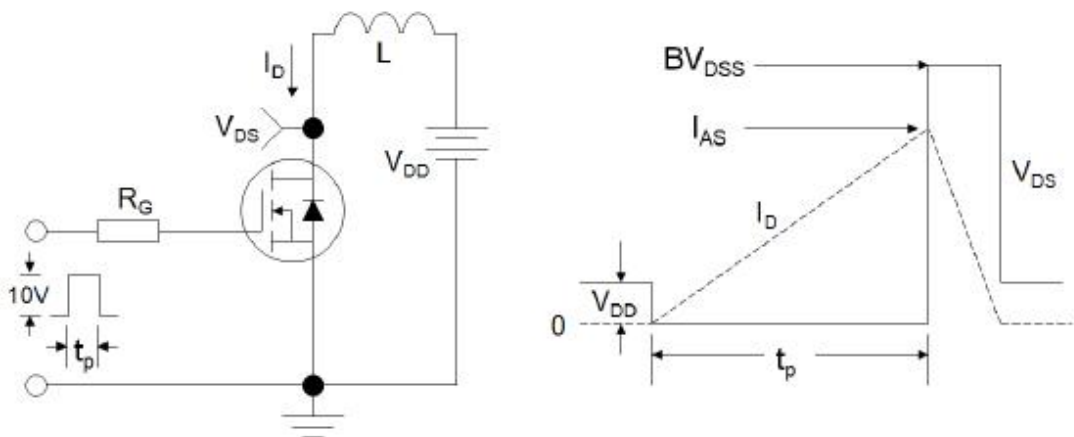 L
I_D
V_DS
V_DD
R_G
10V
t_p
BV_DSS
I_AS
V_DS
I_D
V_DD
0
t_p